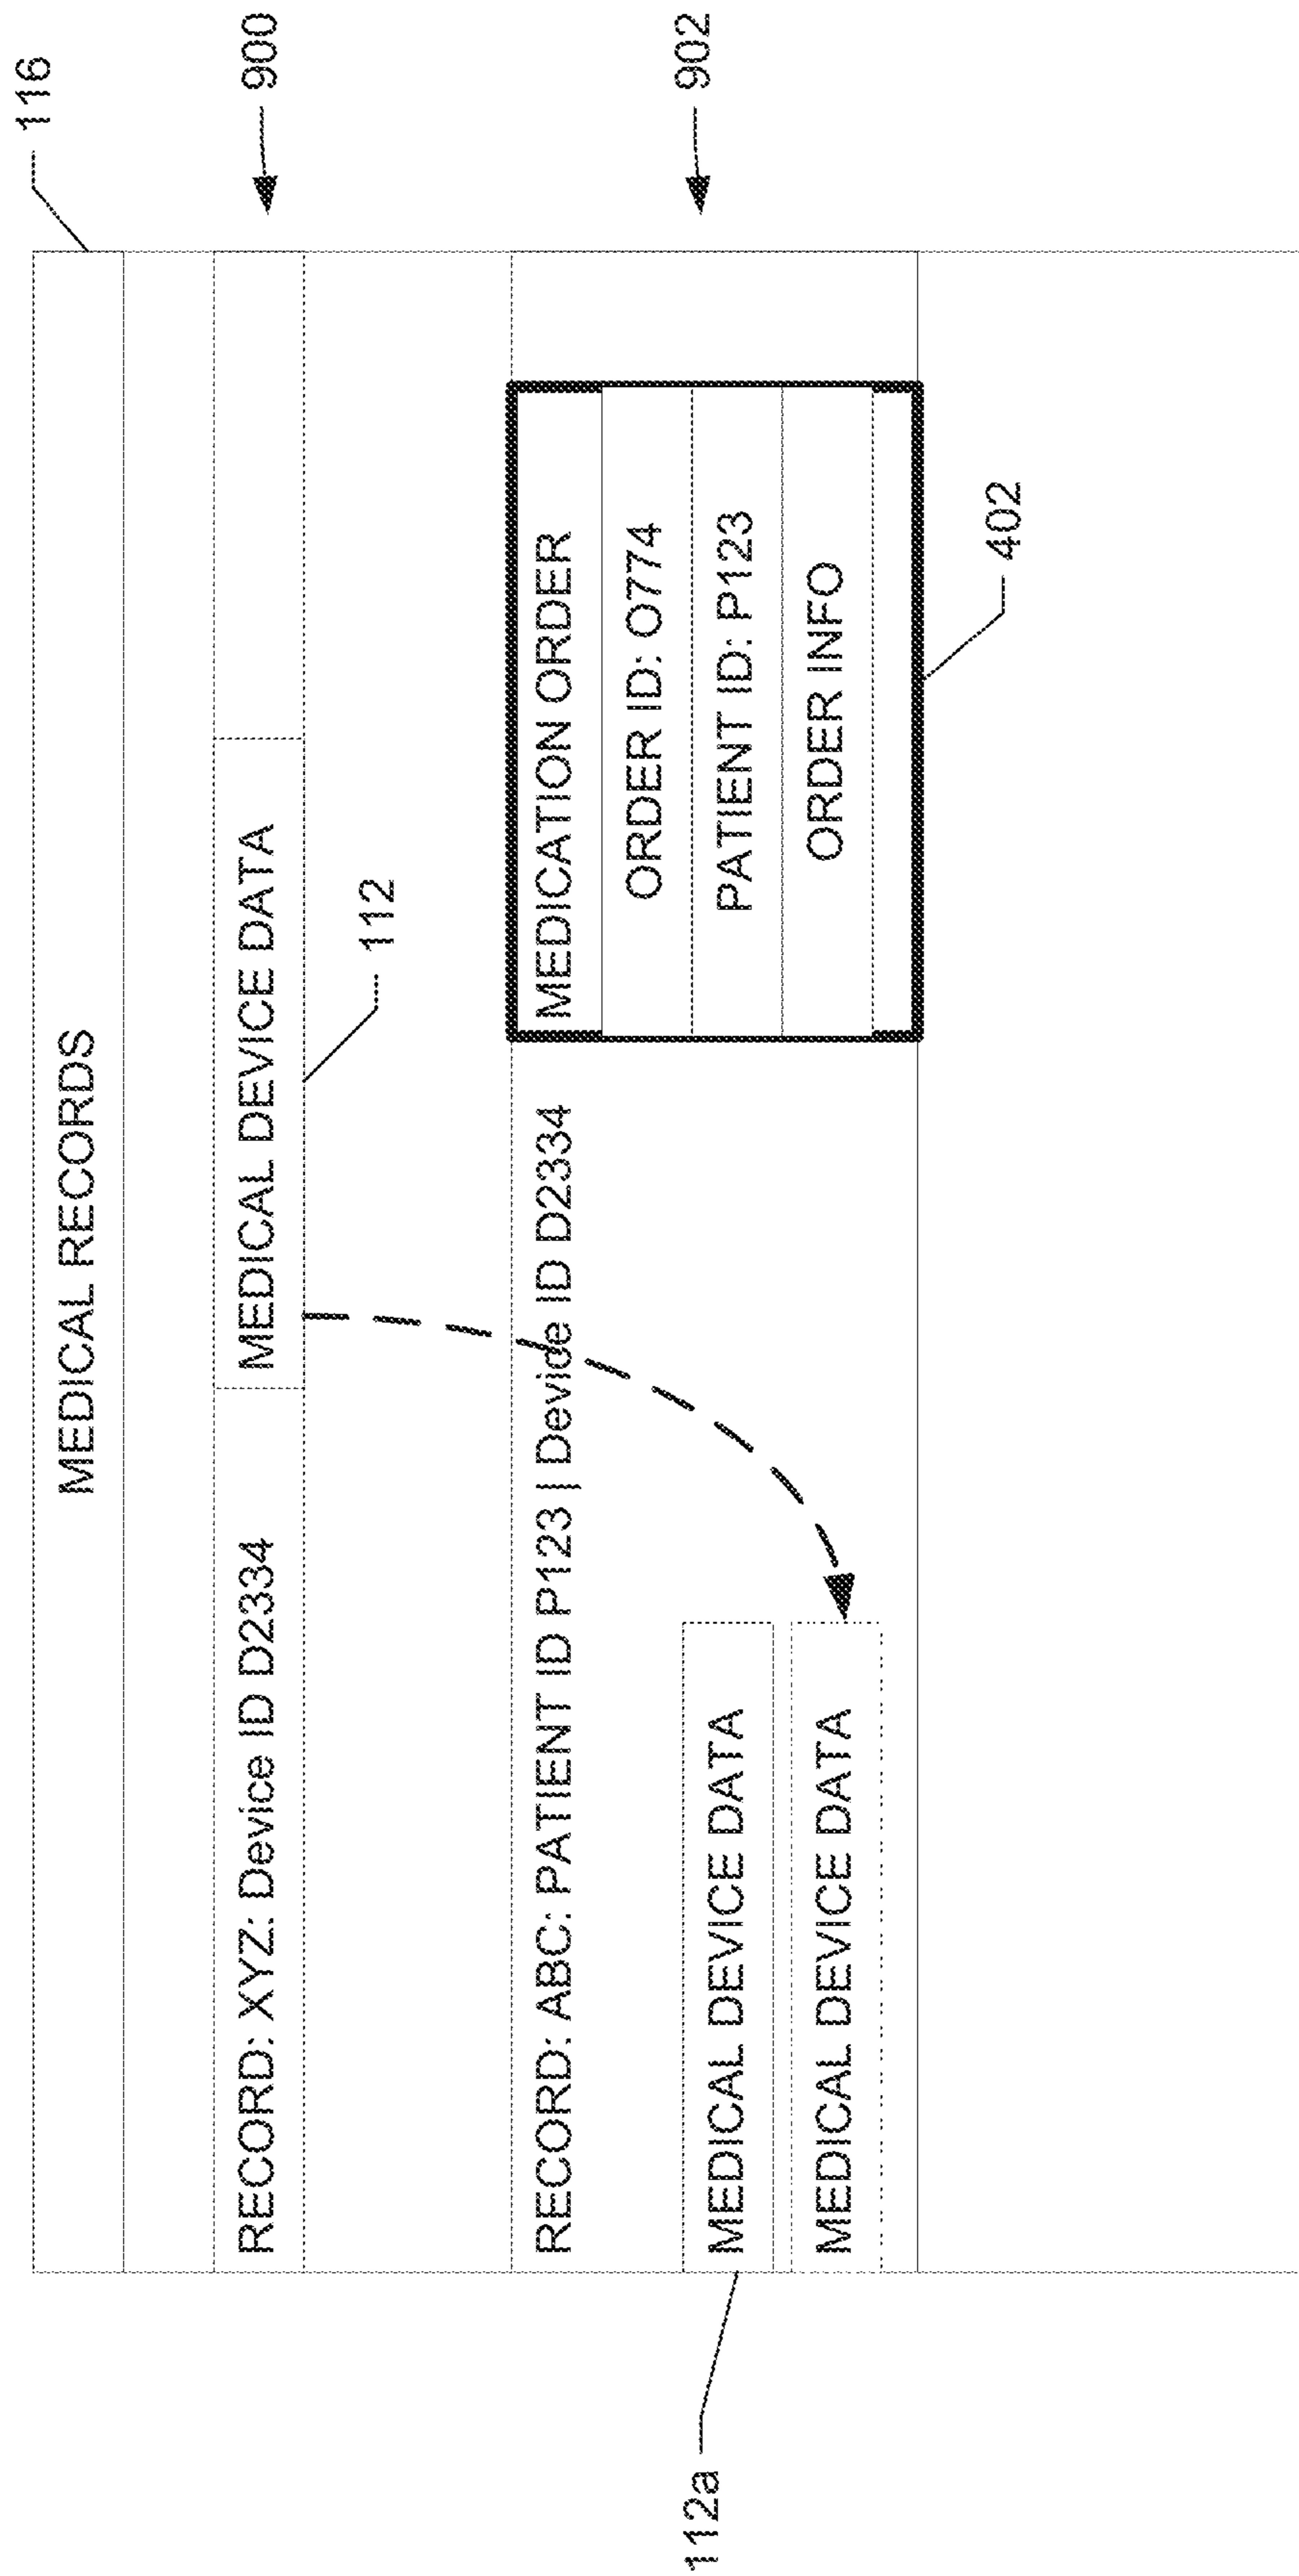 116
MEDICAL RECORDS
900
RECORD: XYZ: Device ID D2334
MEDICAL DEVICE DATA
112
902
RECORD: ABC: PATIENT ID P123 | Device ID D2334
MEDICATION ORDER
ORDER ID: O774
PATIENT ID: P123
ORDER INFO
402
112a
MEDICAL DEVICE DATA
MEDICAL DEVICE DATA